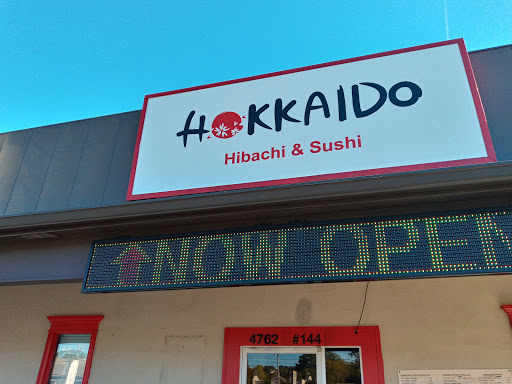 HOKKAIDO
Hibachi & Sushi
NOW OPEN
4762 #144